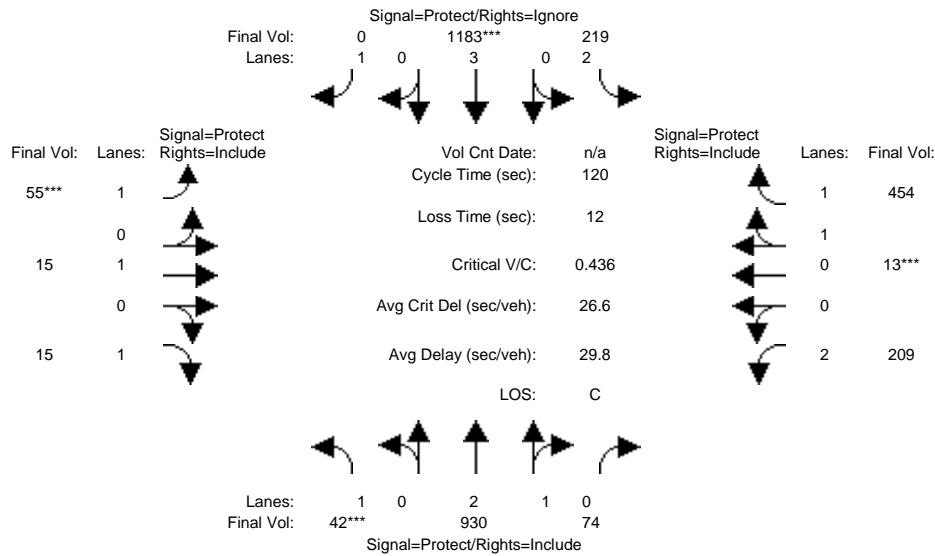 Signal=Protect/Rights=Ignore
Final Vol: 0 1183*** 219
Lanes: 1 0 3 0 2
Signal=Protect Signal=Protect
Final Vol: Lanes: Rights=Include Vol Cnt Date: n/a Rights=Include Lanes: Final Vol:
Cycle Time (sec): 120
55*** 1 1 454
Loss Time (sec): 12
0 1
15 1 Critical V/C: 0.436 0 13***
0 Avg Crit Del (sec/veh): 26.6 0
15 1 Avg Delay (sec/veh): 29.8 2 209
LOS: C
Lanes: 1 0 2 1 0
Final Vol: 42*** 930 74
Signal=Protect/Rights=Include